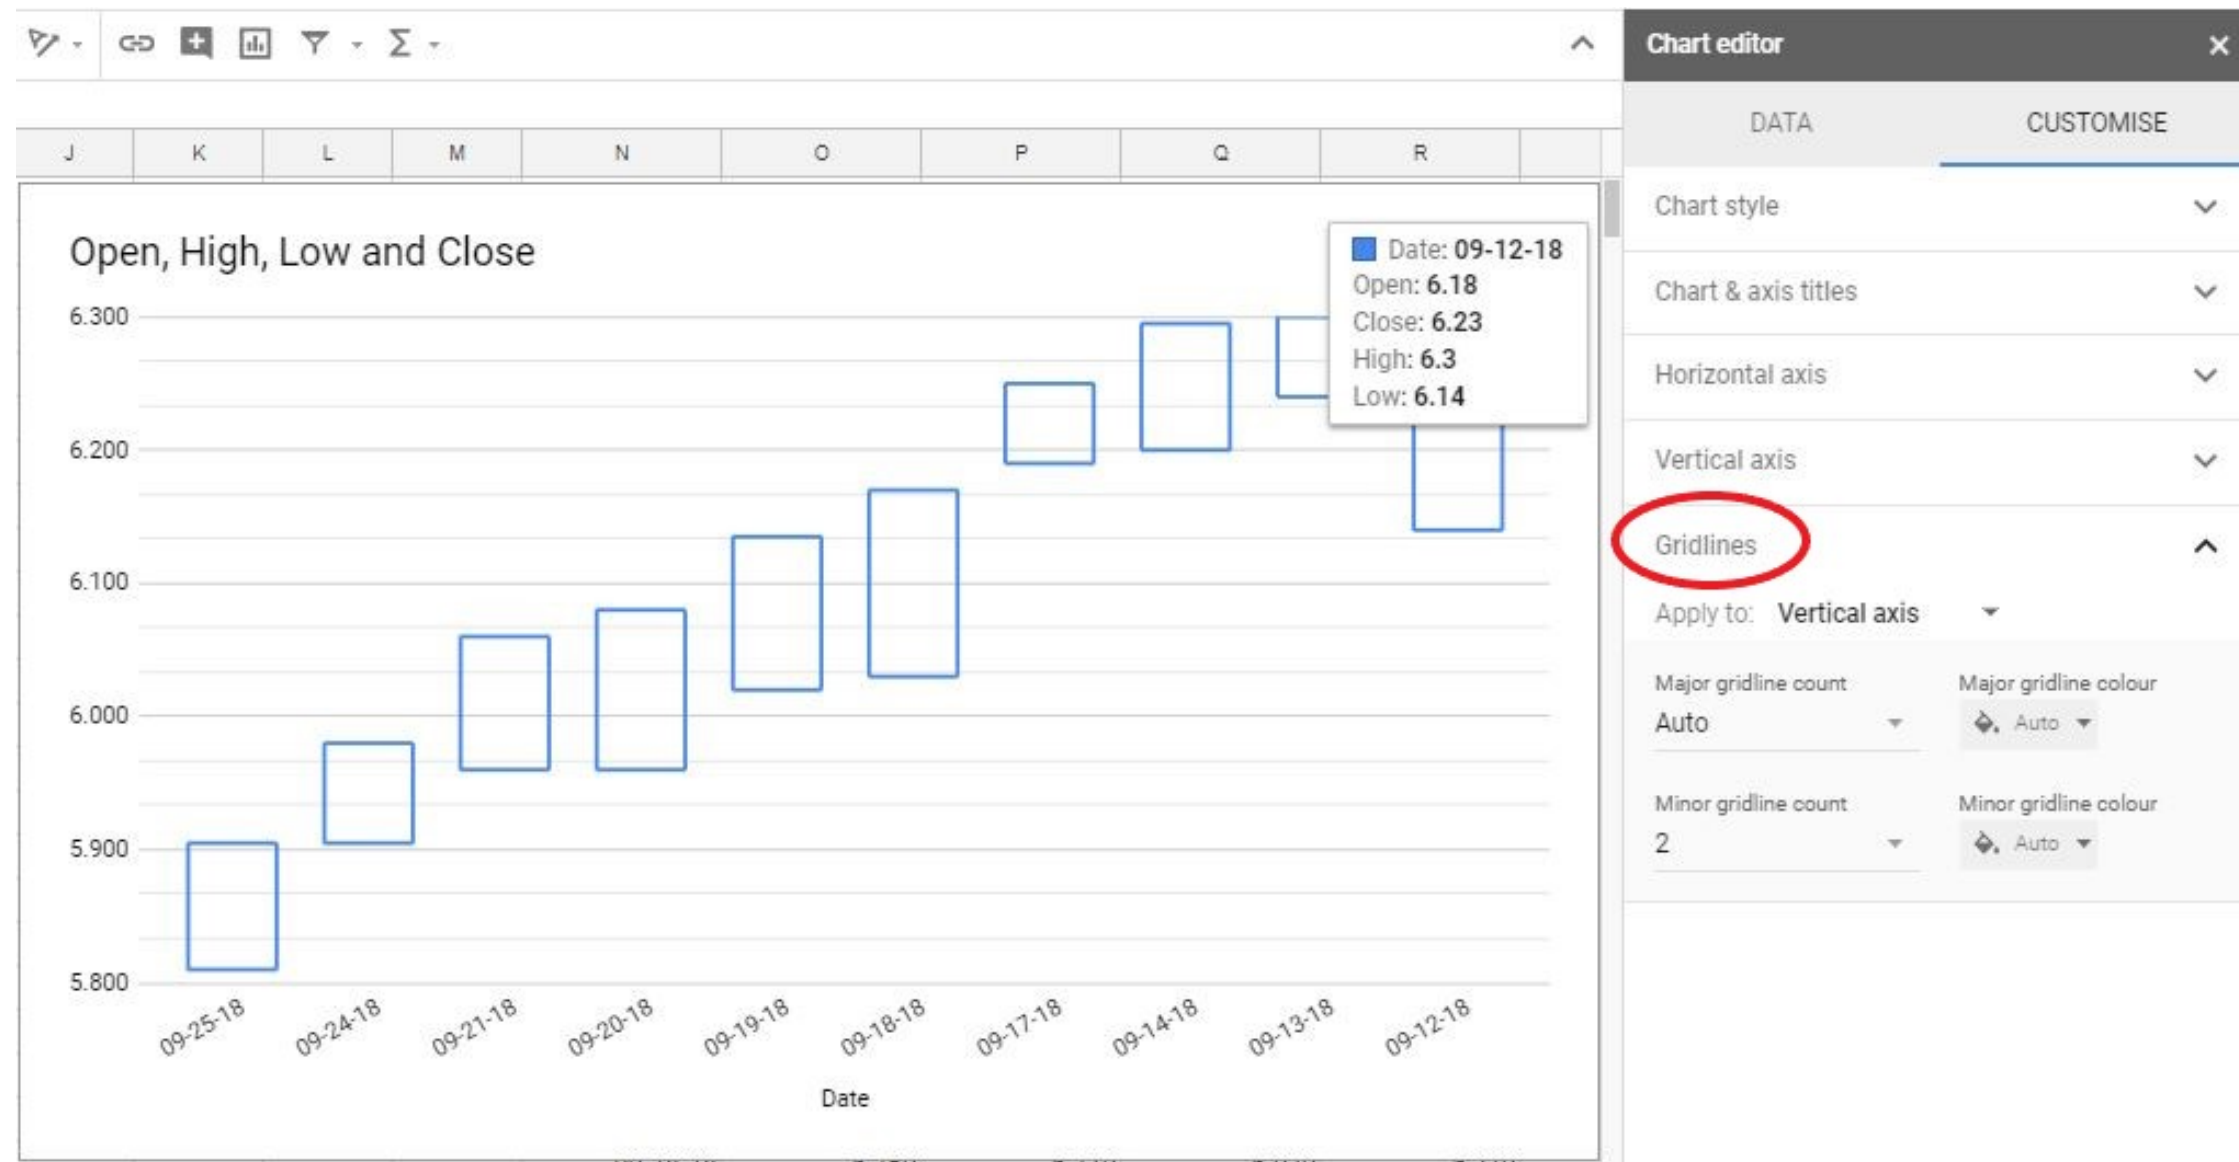 Chart editor
DATA
CUSTOMISE
J
K
L
M
N
O
P
Q
R
Open, High, Low and Close
Date: 09-12-18
Open: 6.18
Close: 6.23
High: 6.3
Low: 6.14
6.300
6.200
6.100
6.000
5.900
5.800
09-25-18
09-24-18
09-21-18
09-20-18
09-19-18
09-18-18
09-17-18
09-14-18
09-13-18
09-12-18
Date
Chart style
Chart & axis titles
Horizontal axis
Vertical axis
Gridlines
Apply to: Vertical axis
Major gridline count
Major gridline colour
Auto
Auto
Minor gridline count
Minor gridline colour
2
Auto